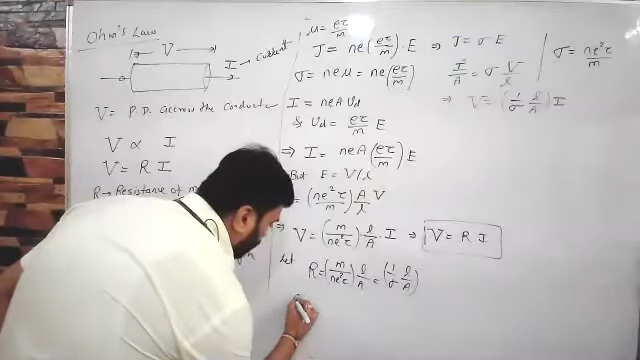 Ohm's Law
V
I → Current
V = P.D. accross the conductor
V ∝ I
V = R I
R → Resistance of
μ = eτ/m
J = ne(eτ/m)·E ⇒ J = σ E
σ = neμ = ne(eτ/m)
I = neA Vd
& Vd = eτ/m E
⇒ I = neA(eτ/m)E
But E = V/l
= (ne²τ/m) A/l V
⇒ V = (m/ne²τ)·l/A·I ⇒ V = R I
Let R = (m/ne²τ) l/A = (1/σ l/A)
I/A = σ V/l
⇒ V = (1/σ l/A) I
σ = ne²τ/m